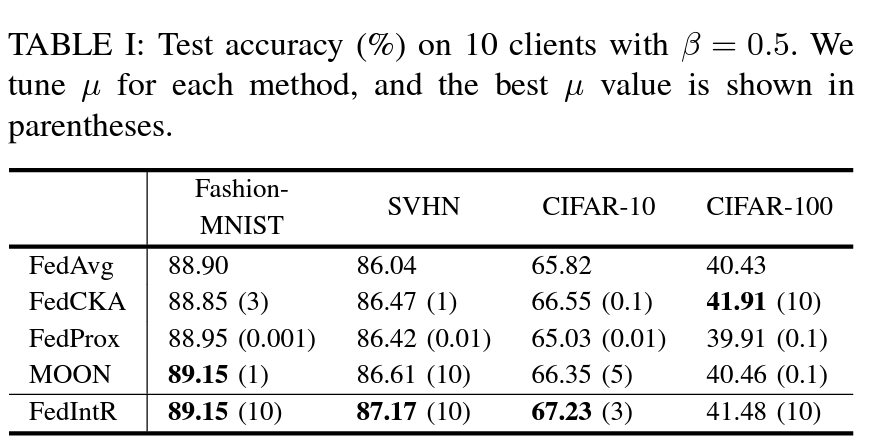 TABLE I: Test accuracy (%) on 10 clients with β = 0.5. We
tune μ for each method, and the best μ value is shown in
parentheses.
Fashion-
MNIST SVHN CIFAR-10 CIFAR-100
FedAvg 88.90 86.04 65.82 40.43
FedCKA 88.85 (3) 86.47 (1) 66.55 (0.1) 41.91 (10)
FedProx 88.95 (0.001) 86.42 (0.01) 65.03 (0.01) 39.91 (0.1)
MOON 89.15 (1) 86.61 (10) 66.35 (5) 40.46 (0.1)
FedIntR 89.15 (10) 87.17 (10) 67.23 (3) 41.48 (10)